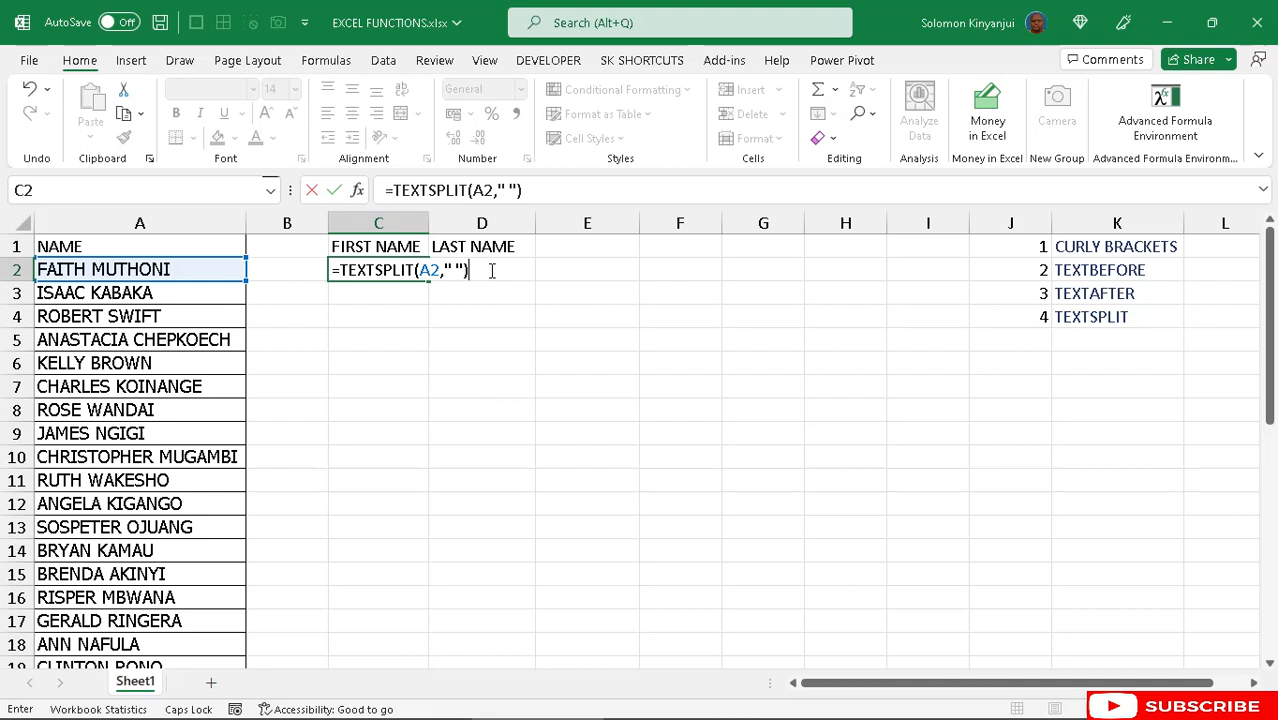 AutoSave Off EXCEL FUNCTIONS.xlsx Search (Alt+Q) Solomon Kinyanjui
File Home Insert Draw Page Layout Formulas Data Review View DEVELOPER SK SHORTCUTS Add-ins Help Power Pivot Comments Share
14 General Conditional Formatting Insert
Paste B I U Format as Table Delete Analyze Data Money in Excel Camera Advanced Formula Environment
Cell Styles Format
Undo Clipboard Font Alignment Number Styles Cells Editing Analysis Money in Excel New Group Advanced Formula Environm...
C2 fx =TEXTSPLIT(A2," ")
A B C D E F G H I J K L
1 NAME FIRST NAME LAST NAME 1 CURLY BRACKETS
2 FAITH MUTHONI =TEXTSPLIT(A2," ") 2 TEXTBEFORE
3 ISAAC KABAKA 3 TEXTAFTER
4 ROBERT SWIFT 4 TEXTSPLIT
5 ANASTACIA CHEPKOECH
6 KELLY BROWN
7 CHARLES KOINANGE
8 ROSE WANDAI
9 JAMES NGIGI
10 CHRISTOPHER MUGAMBI
11 RUTH WAKESHO
12 ANGELA KIGANGO
13 SOSPETER OJUANG
14 BRYAN KAMAU
15 BRENDA AKINYI
16 RISPER MBWANA
17 GERALD RINGERA
18 ANN NAFULA
19 CLINTON RONO
Sheet1
Enter Workbook Statistics Caps Lock Accessibility: Good to go SUBSCRIBE